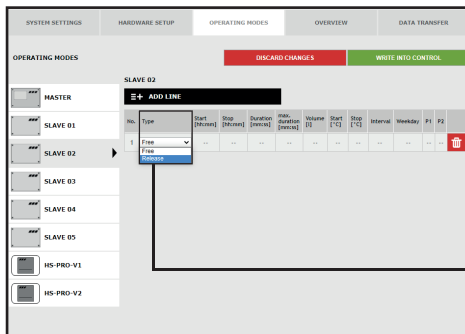 SYSTEM SETTINGS HARDWARE SETUP OPERATING MODES OVERVIEW DATA TRANSFER
OPERATING MODES DISCARD CHANGES WRITE INTO CONTROL
SLAVE 02
ADD LINE
MASTER
SLAVE 01
SLAVE 02
SLAVE 03
SLAVE 04
SLAVE 05
HS-PRO-V1
HS-PRO-V2
No. Type Start [hh:mm] Stop [hh:mm] Duration [mm:ss] max. duration [mm:ss] Volume [l] Start [°C] Stop [°C] Interval Weekday P1 P2
1 Free -- -- -- -- -- -- -- -- -- -- --
Free
Release